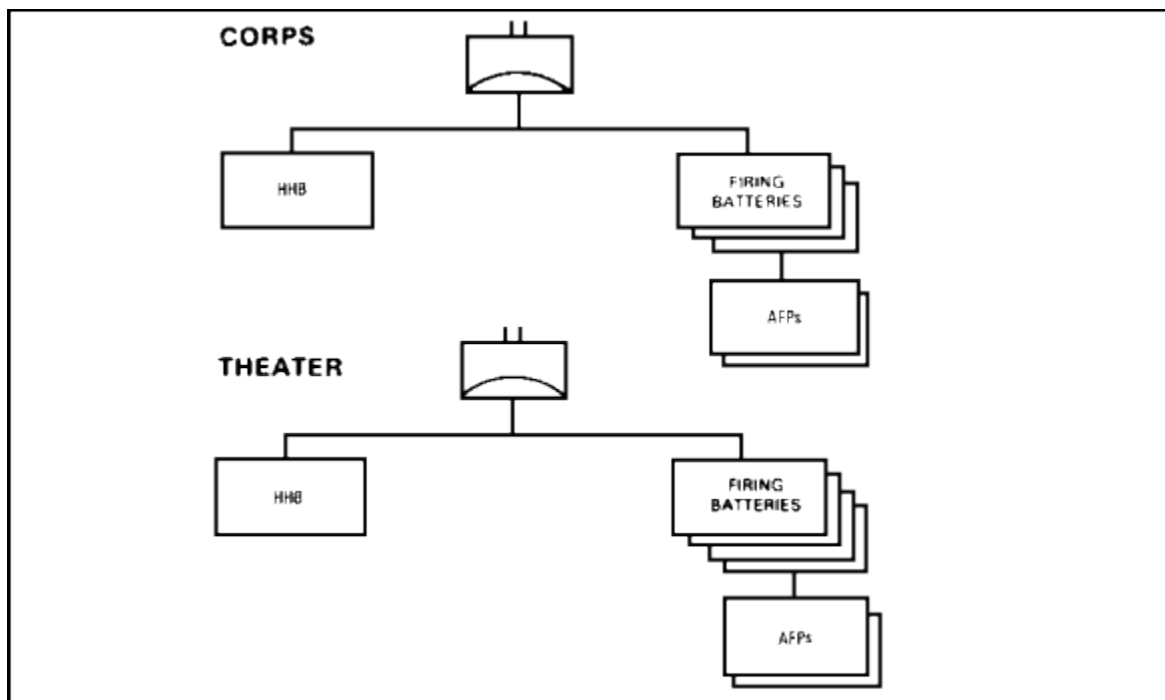 CORPS
HHB
FIRING
BATTERIES
AFPs
THEATER
HHB
FIRING
BATTERIES
AFPs